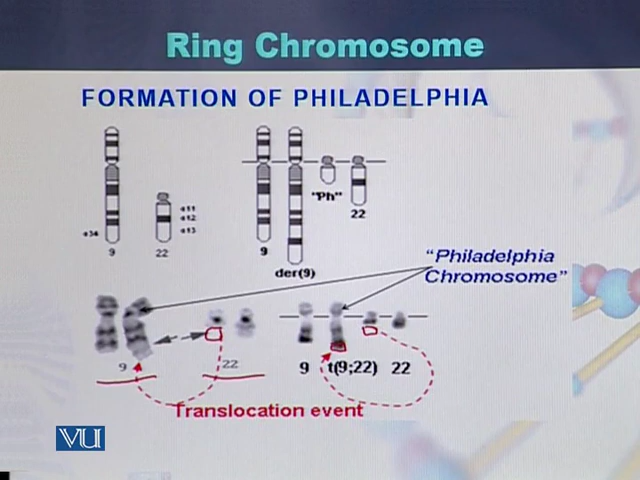 Ring Chromosome
FORMATION OF PHILADELPHIA
q11
q12
q13
q34
9
22
9
der(9)
"Ph"
22
"Philadelphia
Chromosome"
9
22
9
t(9;22)
22
Translocation event
VU